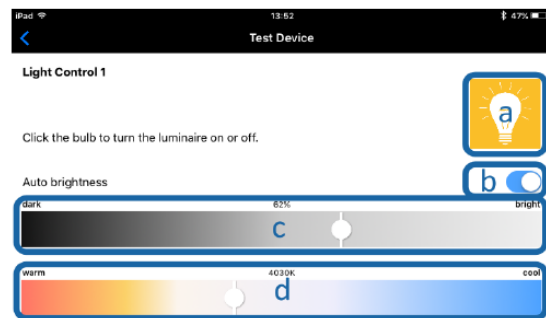 iPad 13:52 47%
Test Device
Light Control 1
a
Click the bulb to turn the luminaire on or off.
Auto brightness b
dark 62% bright
c
warm 4030K cool
d